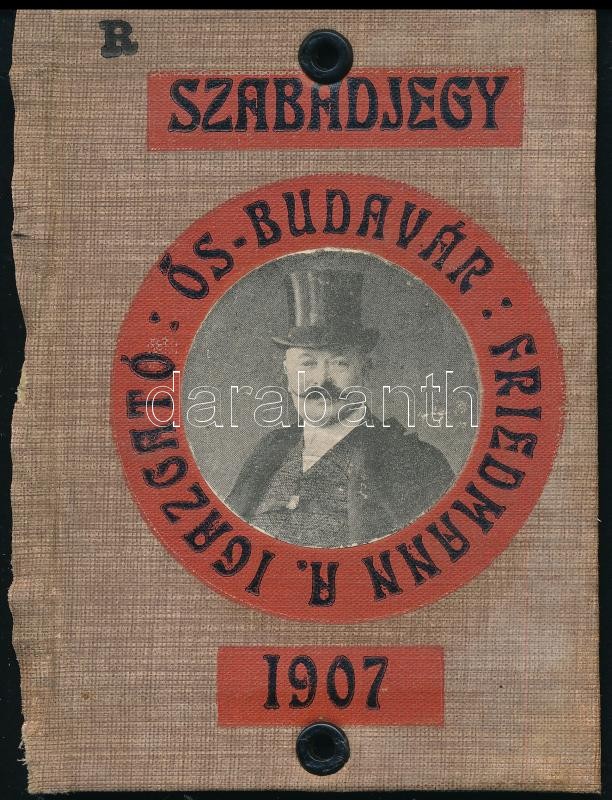 R
SZABADJEGY
ŐS-BUDAVÁR : FRIEDMANN A. IGAZGATÓ :
darabanth
1907